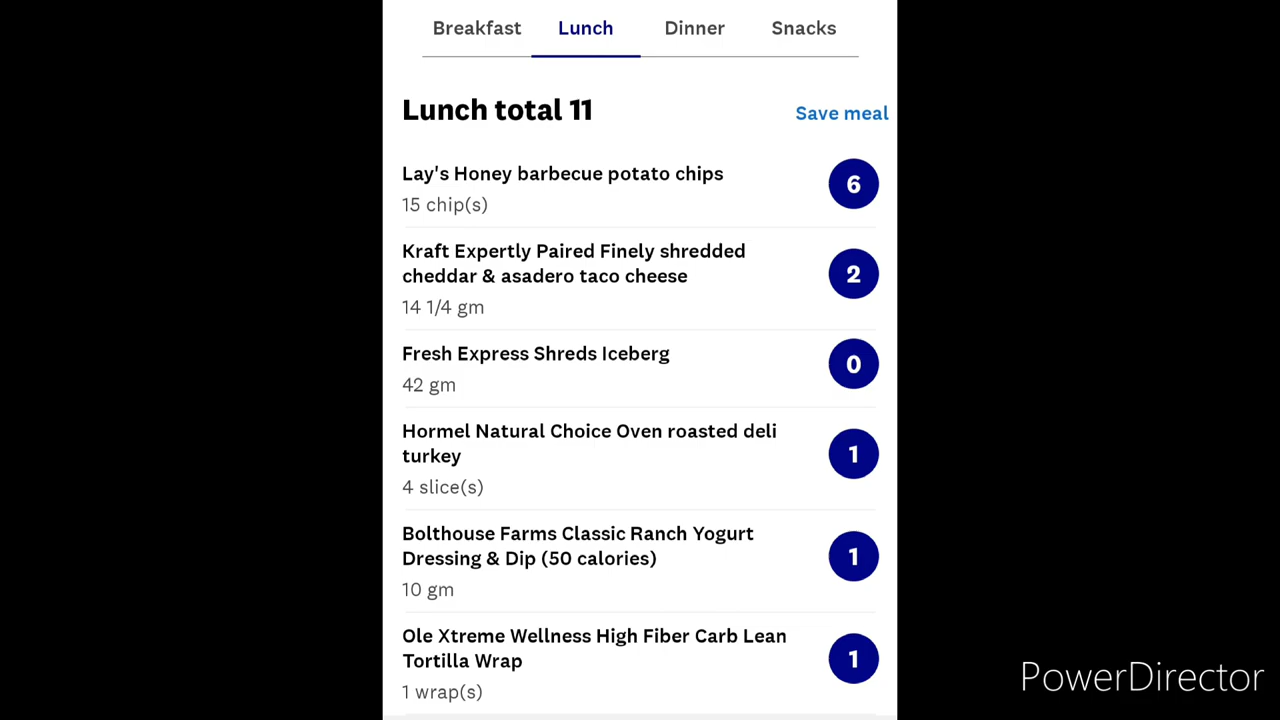 Breakfast Lunch Dinner Snacks
Lunch total 11 Save meal
Lay's Honey barbecue potato chips
15 chip(s)
6
Kraft Expertly Paired Finely shredded
cheddar & asadero taco cheese
14 1/4 gm
2
Fresh Express Shreds Iceberg
42 gm
0
Hormel Natural Choice Oven roasted deli
turkey
4 slice(s)
1
Bolthouse Farms Classic Ranch Yogurt
Dressing & Dip (50 calories)
10 gm
1
Ole Xtreme Wellness High Fiber Carb Lean
Tortilla Wrap
1 wrap(s)
1
PowerDirector